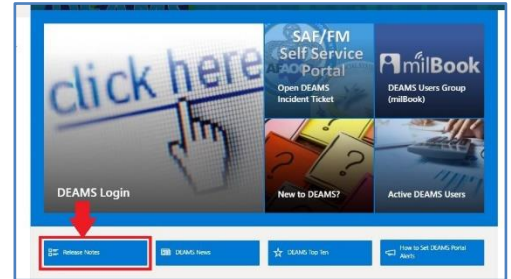 click here
DEAMS Login
SAF/FM
Self Service
Portal
Open DEAMS
Incident Ticket
milBook
DEAMS Users Group
(milBook)
New to DEAMS?
Active DEAMS Users
Release Notes
DEAMS News
DEAMS Top Ten
How to Set DEAMS Portal
Alerts